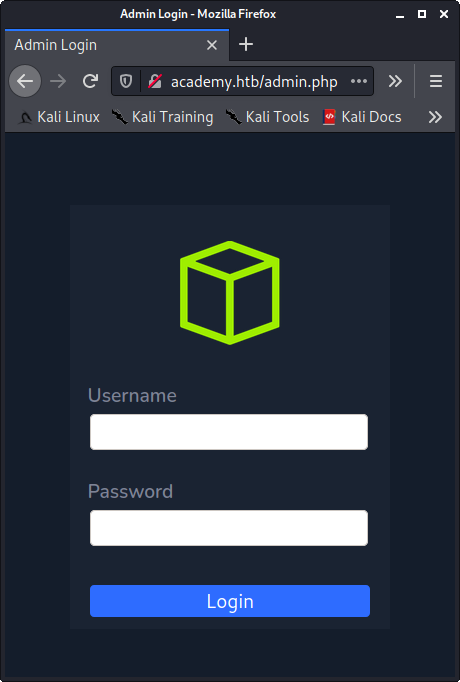 Admin Login - Mozilla Firefox
Admin Login
academy.htb/admin.php
Kali Linux Kali Training Kali Tools Kali Docs
Username
Password
Login